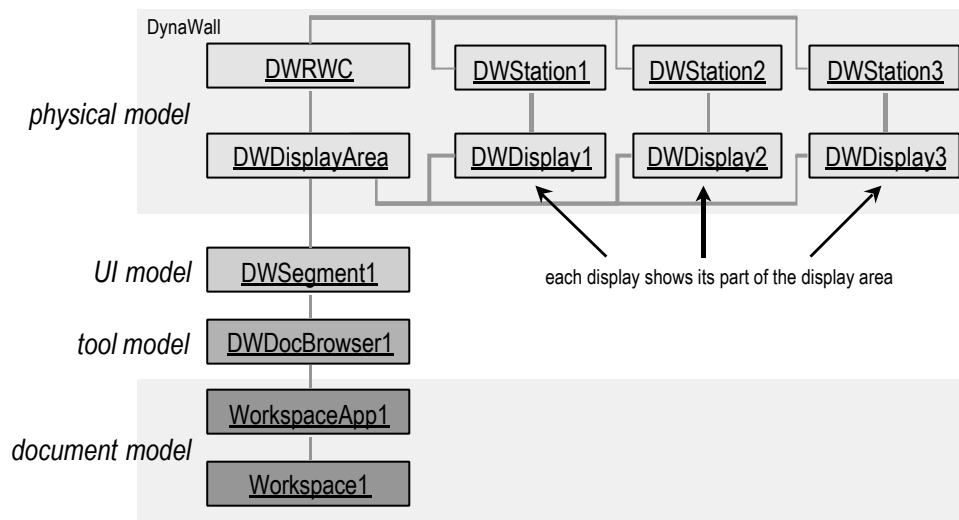 DynaWall
DWRWC
DWStation1
DWStation2
DWStation3
physical model
DWDisplayArea
DWDisplay1
DWDisplay2
DWDisplay3
UI model
DWSegment1
each display shows its part of the display area
tool model
DWDocBrowser1
WorkspaceApp1
document model
Workspace1